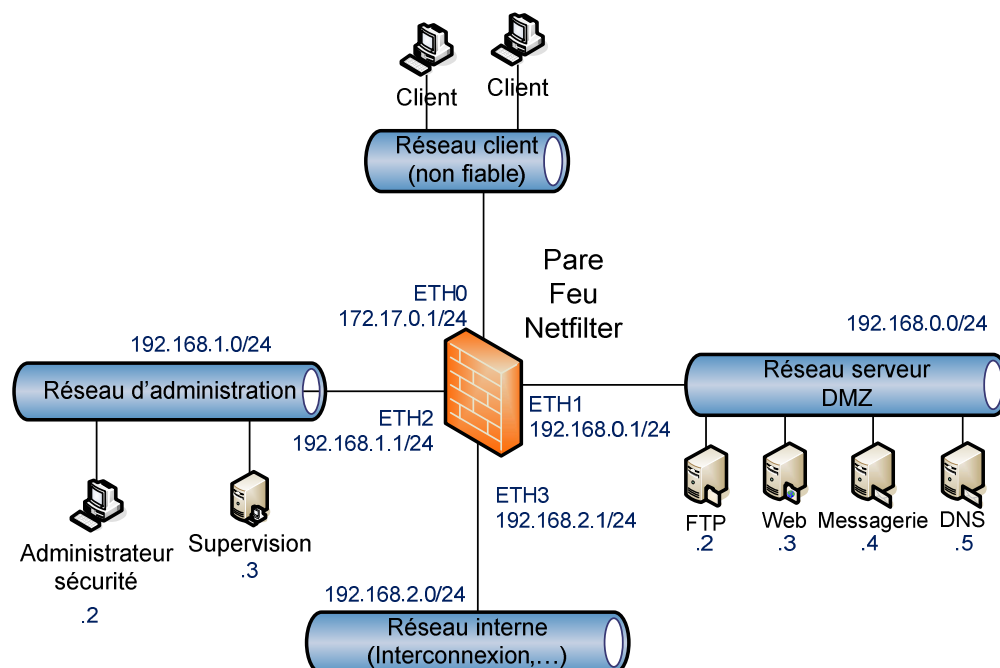 Client
Client
Réseau client
(non fiable)
Pare
Feu
Netfilter
ETH0
172.17.0.1/24
192.168.0.0/24
192.168.1.0/24
Réseau serveur
DMZ
Réseau d'administration
ETH2
192.168.1.1/24
ETH1
192.168.0.1/24
ETH3
192.168.2.1/24
FTP
.2
Web
.3
Messagerie
.4
DNS
.5
Administrateur
sécurité
.2
Supervision
.3
192.168.2.0/24
Réseau interne
(Interconnexion,…)